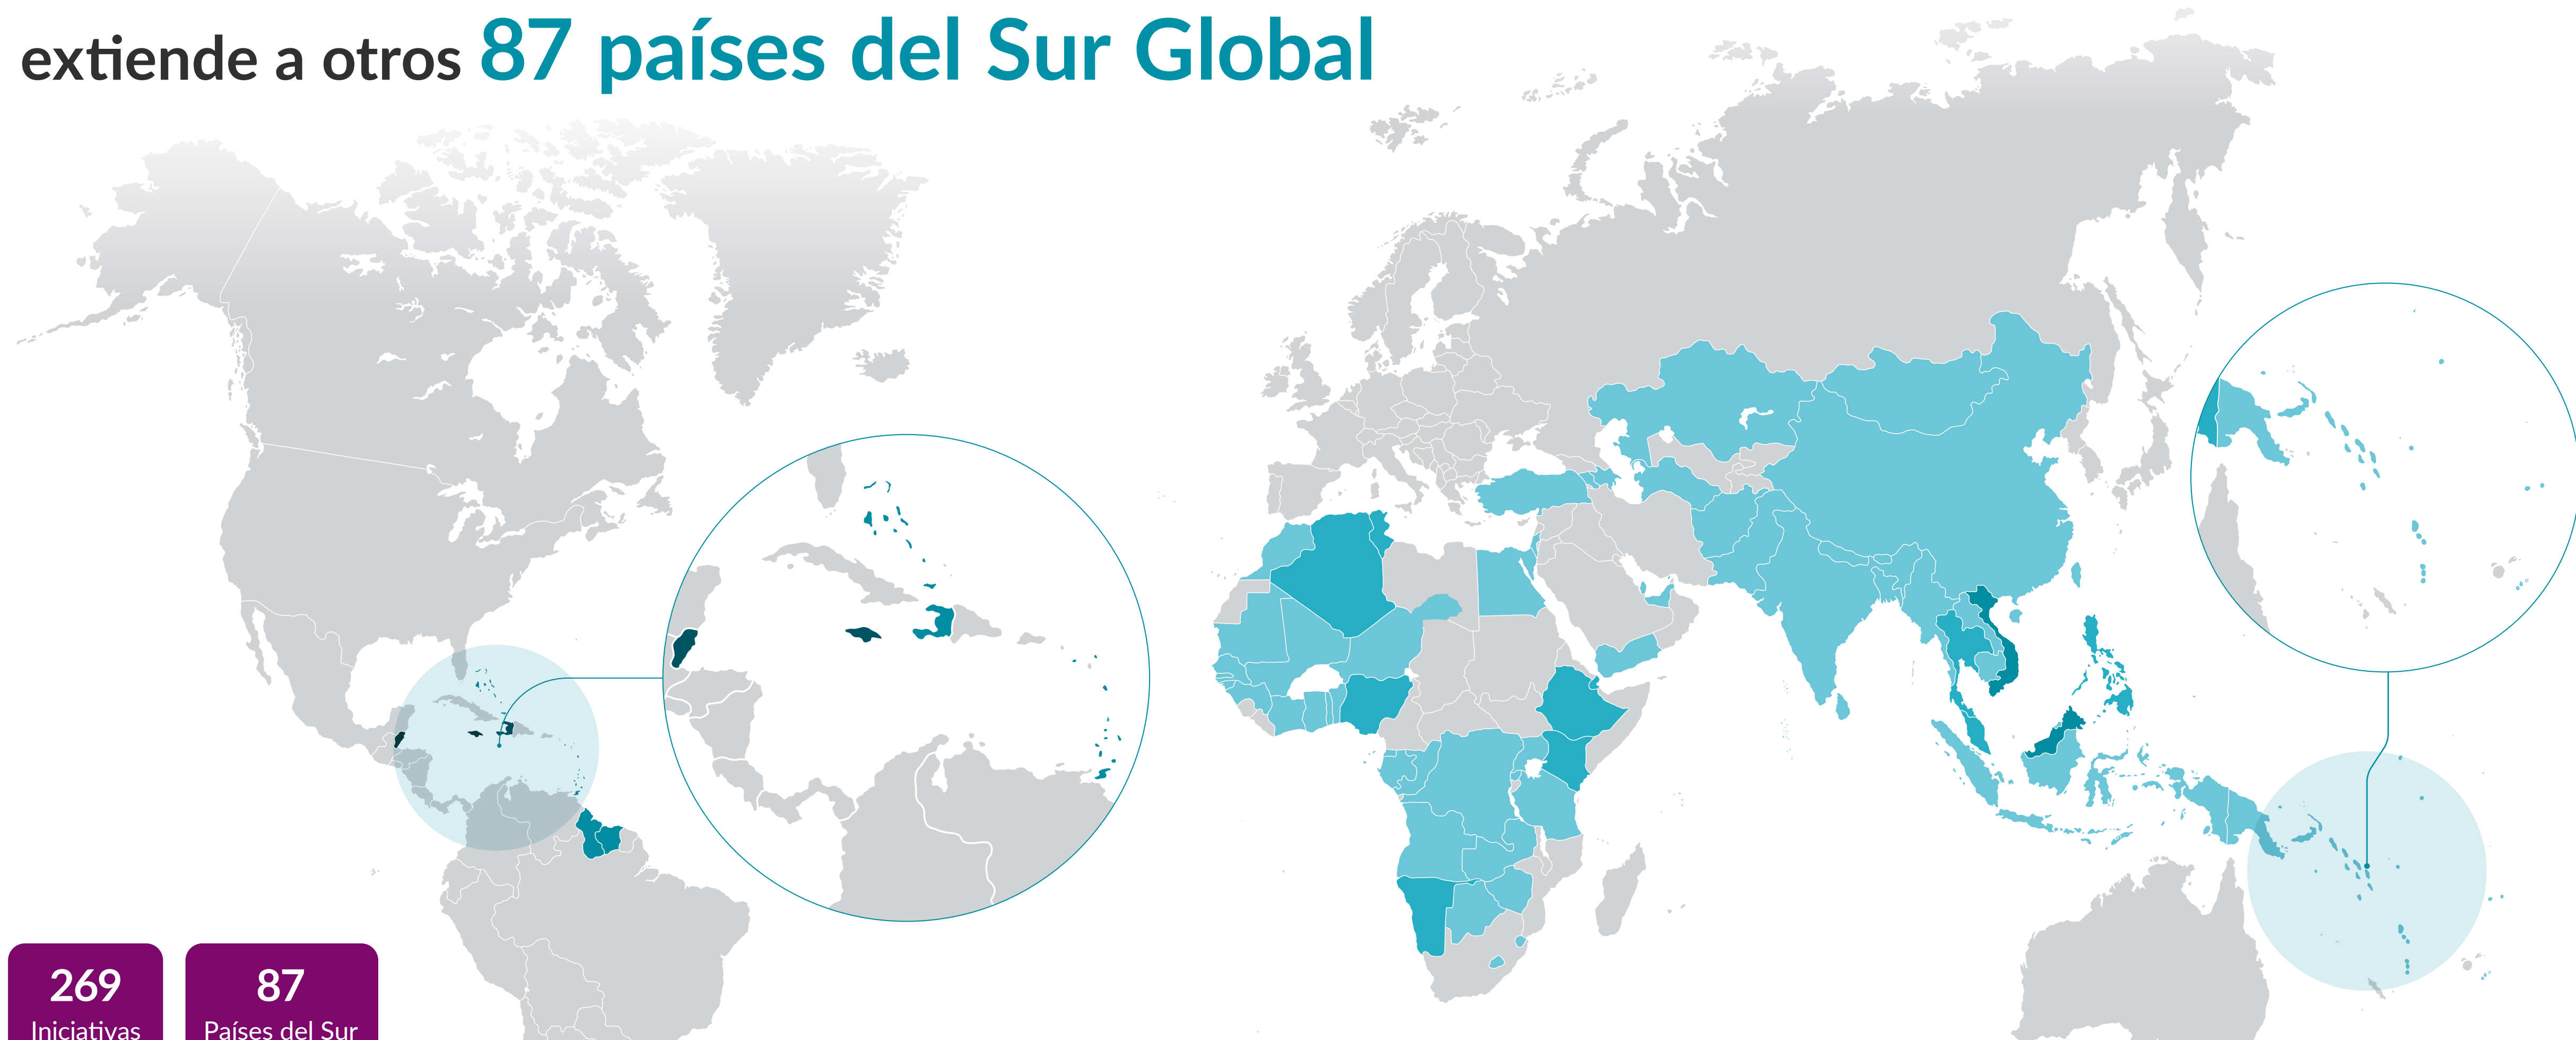 extiende a otros 87 países del Sur Global
269
Iniciativas
87
Países del Sur